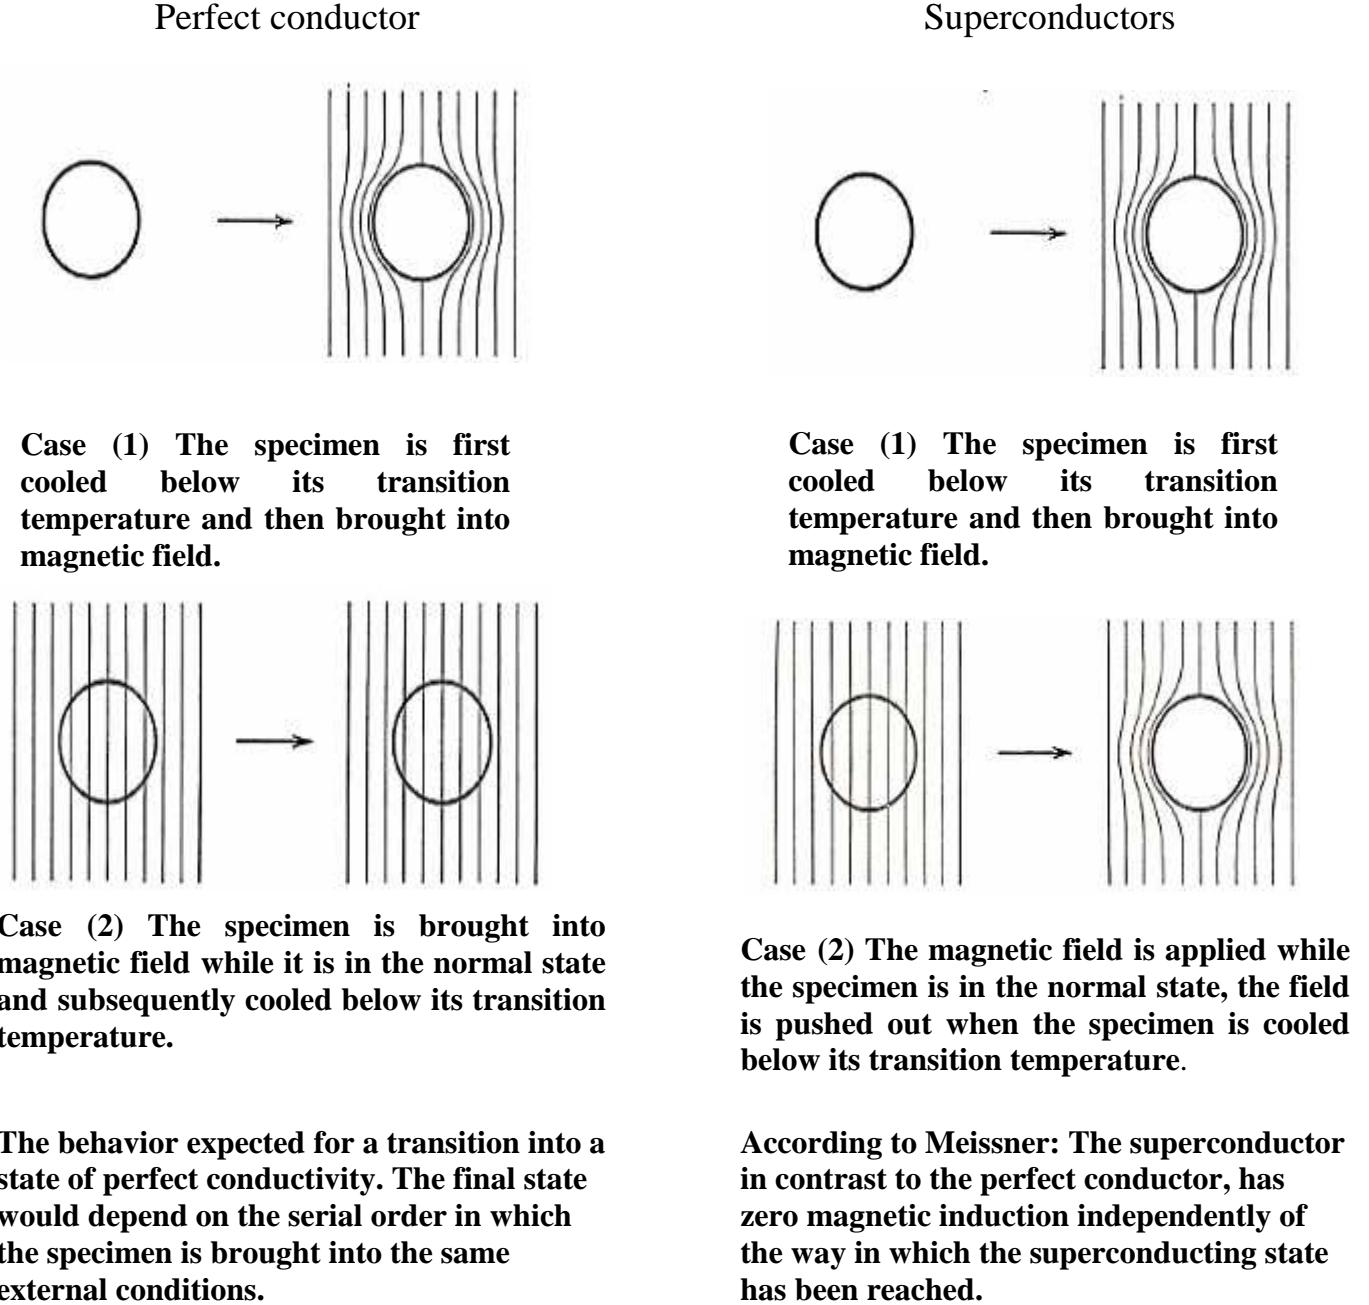 Perfect conductor
Superconductors
Case (1) The specimen is first
cooled below its transition
temperature and then brought into
magnetic field.
Case (1) The specimen is first
cooled below its transition
temperature and then brought into
magnetic field.
Case (2) The specimen is brought into
magnetic field while it is in the normal state
and subsequently cooled below its transition
temperature.
Case (2) The magnetic field is applied while
the specimen is in the normal state, the field
is pushed out when the specimen is cooled
below its transition temperature.
The behavior expected for a transition into a
state of perfect conductivity. The final state
would depend on the serial order in which
the specimen is brought into the same
external conditions.
According to Meissner: The superconductor
in contrast to the perfect conductor, has
zero magnetic induction independently of
the way in which the superconducting state
has been reached.